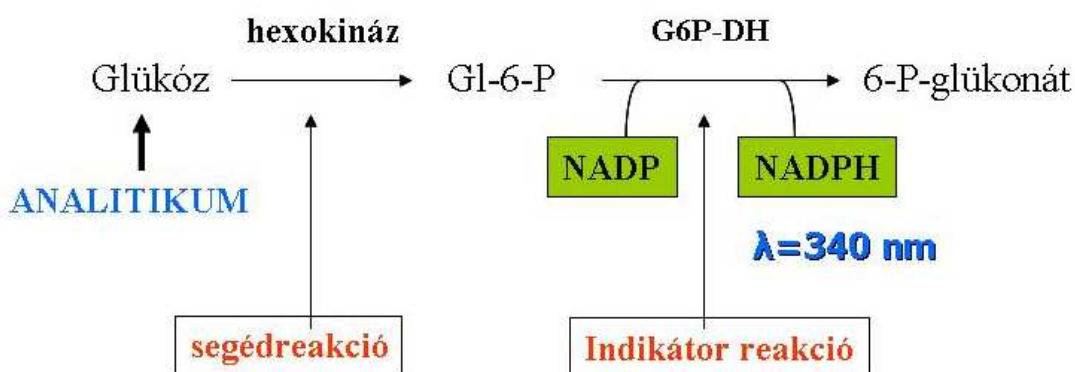 hexokináz
G6P-DH
Glükóz
Gl-6-P
6-P-glükonát
NADP
NADPH
ANALITIKUM
λ=340 nm
segédreakció
Indikátor reakció